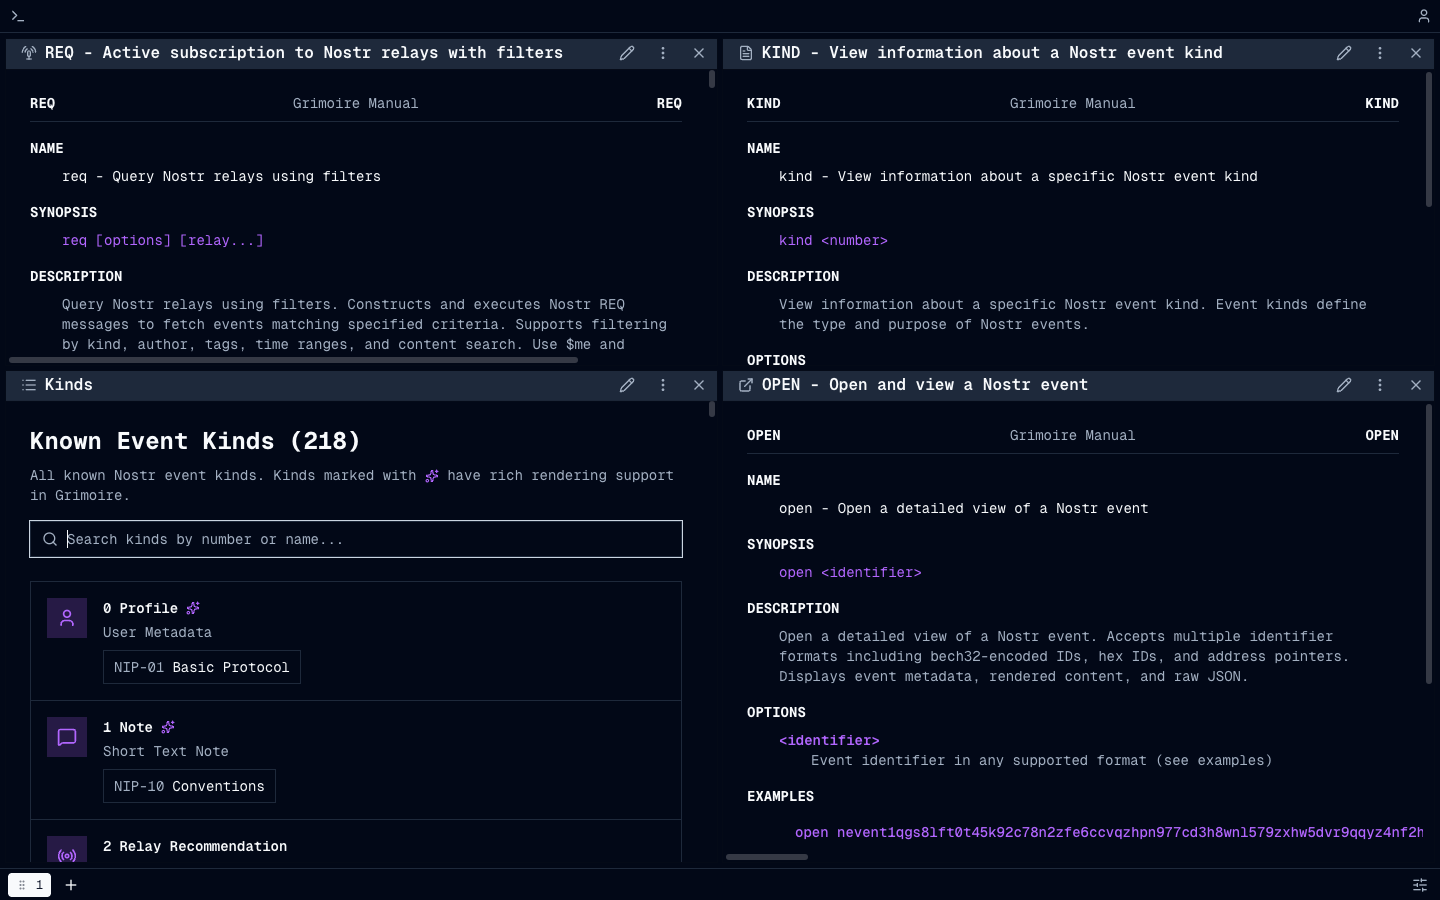 REQ - Active subscription to Nostr relays with filters
REQ Grimoire Manual REQ
NAME
req - Query Nostr relays using filters
SYNOPSIS
req [options] [relay...]
DESCRIPTION
Query Nostr relays using filters. Constructs and executes Nostr REQ
messages to fetch events matching specified criteria. Supports filtering
by kind, author, tags, time ranges, and content search. Use $me and
KIND - View information about a Nostr event kind
KIND Grimoire Manual KIND
NAME
kind - View information about a specific Nostr event kind
SYNOPSIS
kind <number>
DESCRIPTION
View information about a specific Nostr event kind. Event kinds define
the type and purpose of Nostr events.
OPTIONS
Kinds
Known Event Kinds (218)
All known Nostr event kinds. Kinds marked with have rich rendering support
in Grimoire.
Search kinds by number or name...
0 Profile
User Metadata
NIP-01 Basic Protocol
1 Note
Short Text Note
NIP-10 Conventions
2 Relay Recommendation
OPEN - Open and view a Nostr event
OPEN Grimoire Manual OPEN
NAME
open - Open a detailed view of a Nostr event
SYNOPSIS
open <identifier>
DESCRIPTION
Open a detailed view of a Nostr event. Accepts multiple identifier
formats including bech32-encoded IDs, hex IDs, and address pointers.
Displays event metadata, rendered content, and raw JSON.
OPTIONS
<identifier>
Event identifier in any supported format (see examples)
EXAMPLES
open nevent1qgs8lft0t45k92c78n2zfe6ccvqzhpn977cd3h8wnl579zxhw5dvr9qqyz4nf2h
1